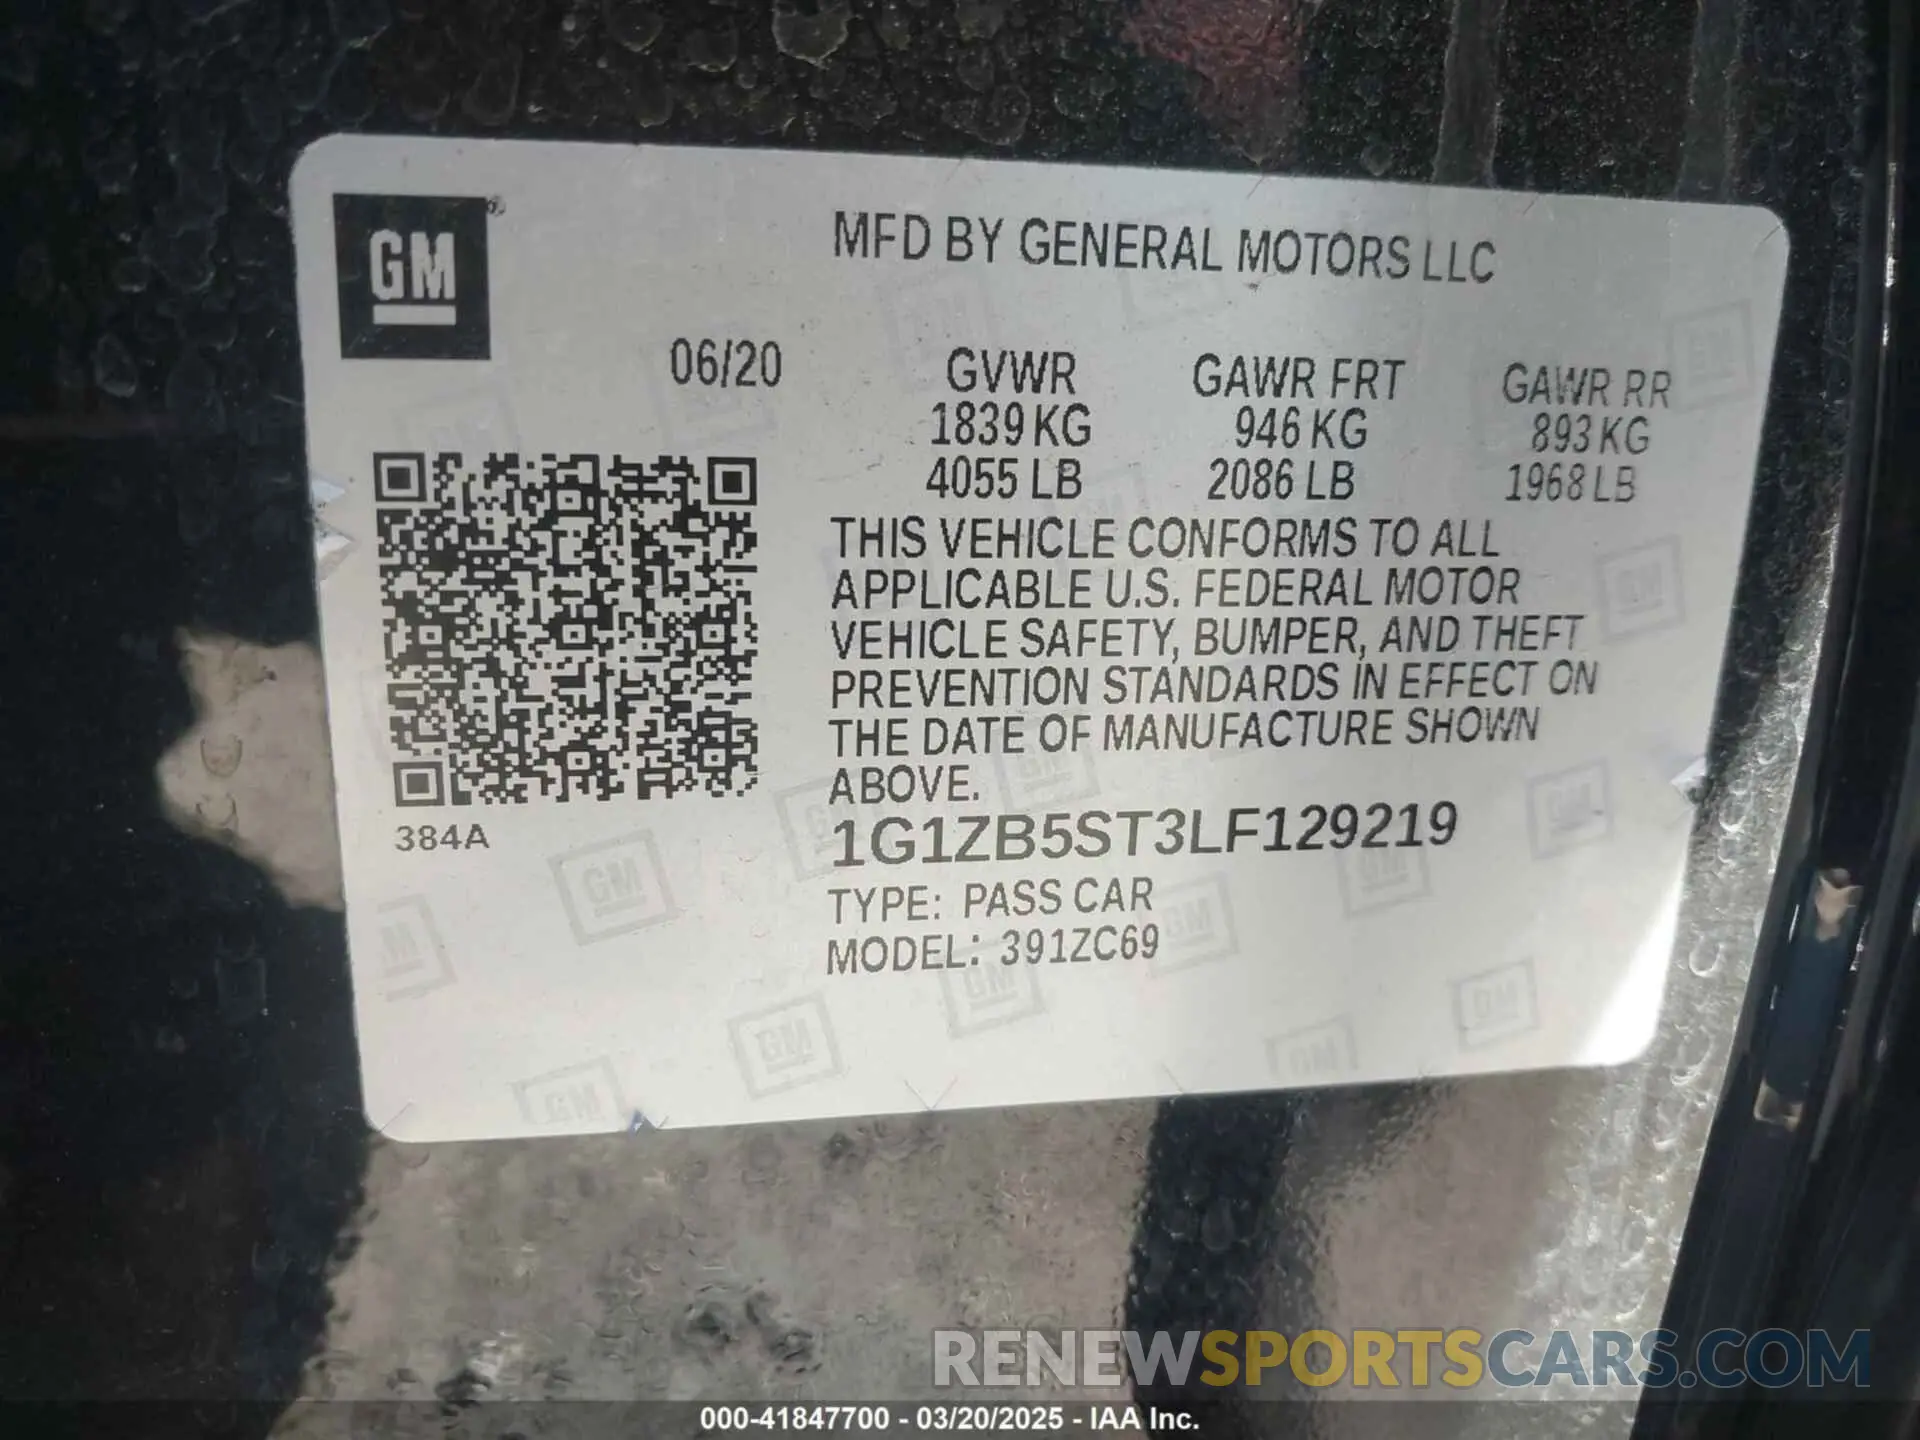 GM
MFD BY GENERAL MOTORS LLC
06/20 GVWR GAWR FRT GAWR RR
1839 KG 946 KG 893 KG
4055 LB 2086 LB 1968 LB
THIS VEHICLE CONFORMS TO ALL
APPLICABLE U.S. FEDERAL MOTOR
VEHICLE SAFETY, BUMPER, AND THEFT
PREVENTION STANDARDS IN EFFECT ON
THE DATE OF MANUFACTURE SHOWN
ABOVE.
384A
1G1ZB5ST3LF129219
TYPE: PASS CAR
MODEL: 391ZC69
RENEWSPORTSCARS.COM
000-41847700 - 03/20/2025 - IAA Inc.